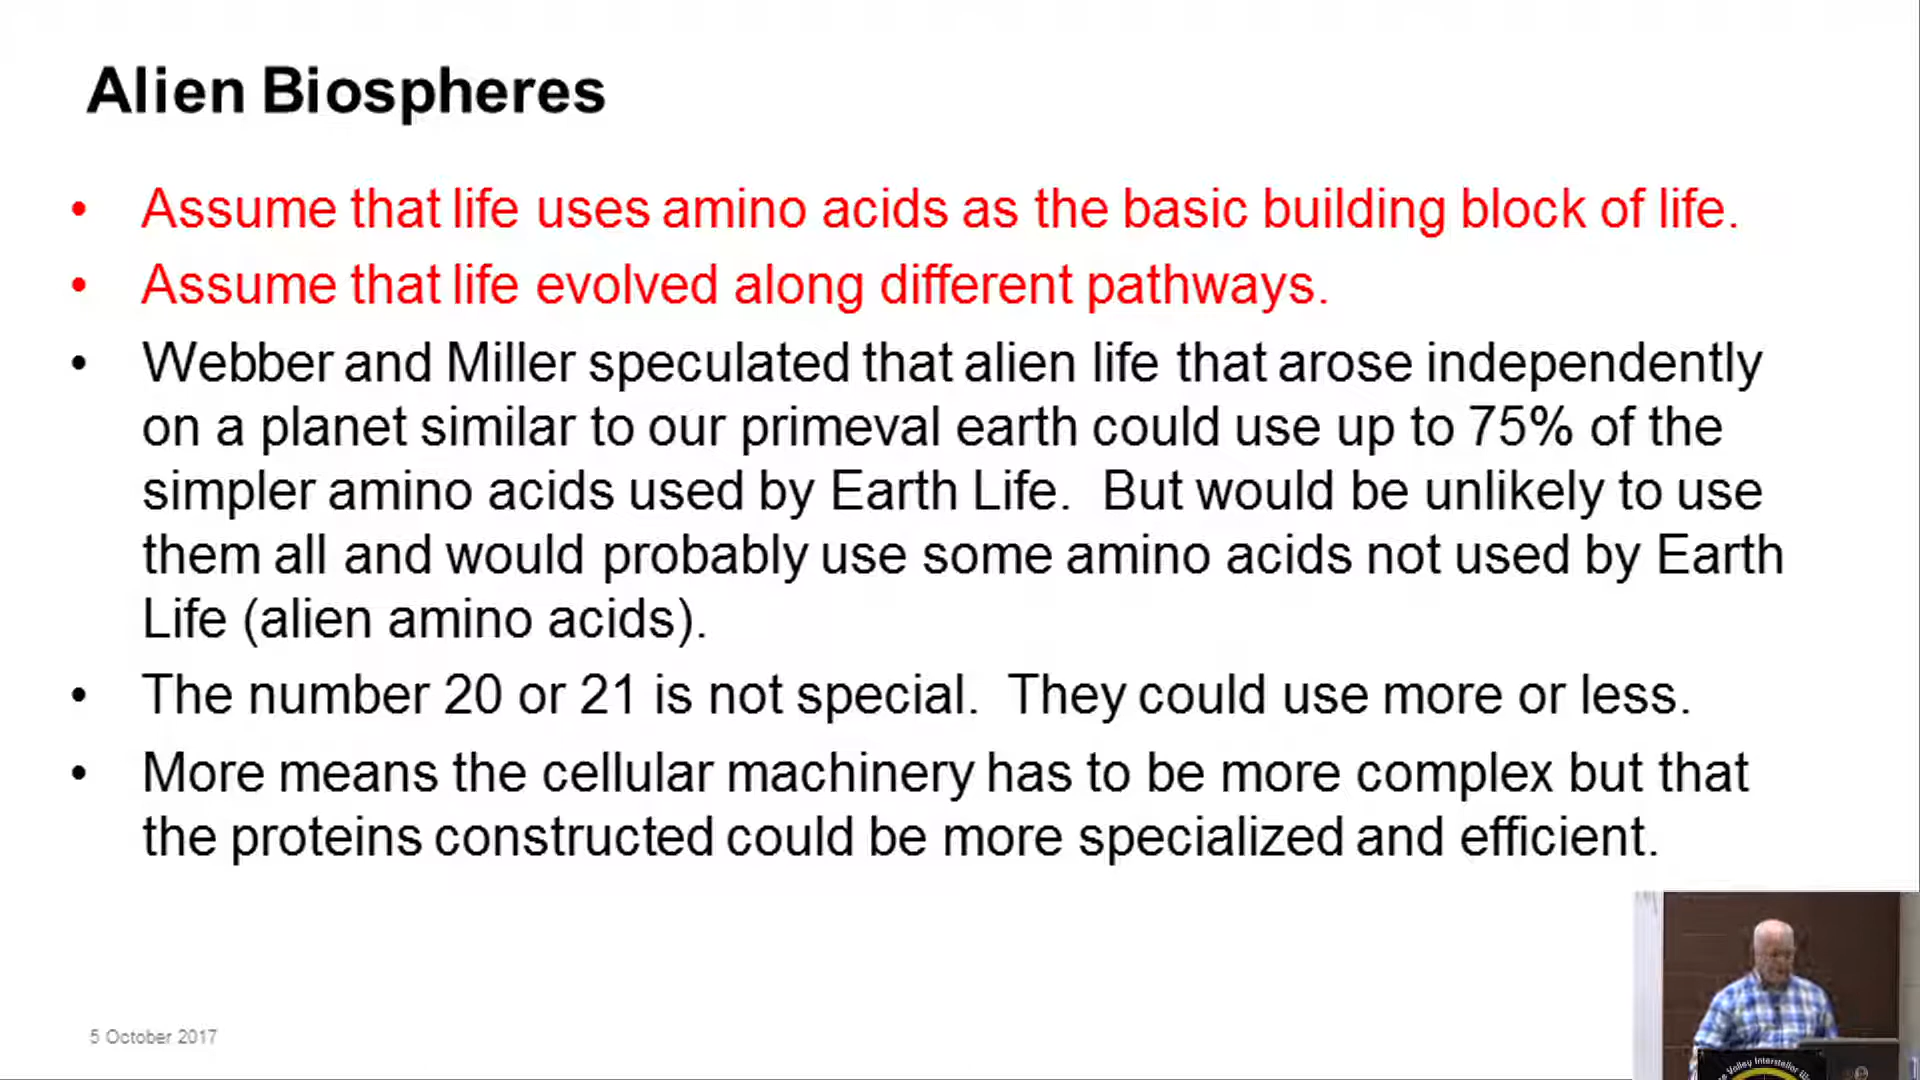 Alien Biospheres
• Assume that life uses amino acids as the basic building block of life.
• Assume that life evolved along different pathways.
• Webber and Miller speculated that alien life that arose independently
on a planet similar to our primeval earth could use up to 75% of the
simpler amino acids used by Earth Life. But would be unlikely to use
them all and would probably use some amino acids not used by Earth
Life (alien amino acids).
• The number 20 or 21 is not special. They could use more or less.
• More means the cellular machinery has to be more complex but that
the proteins constructed could be more specialized and efficient.
5 October 2017
Valley Interstellar